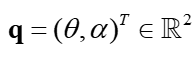 q = (θ, α)ᵀ ∈ ℝ²